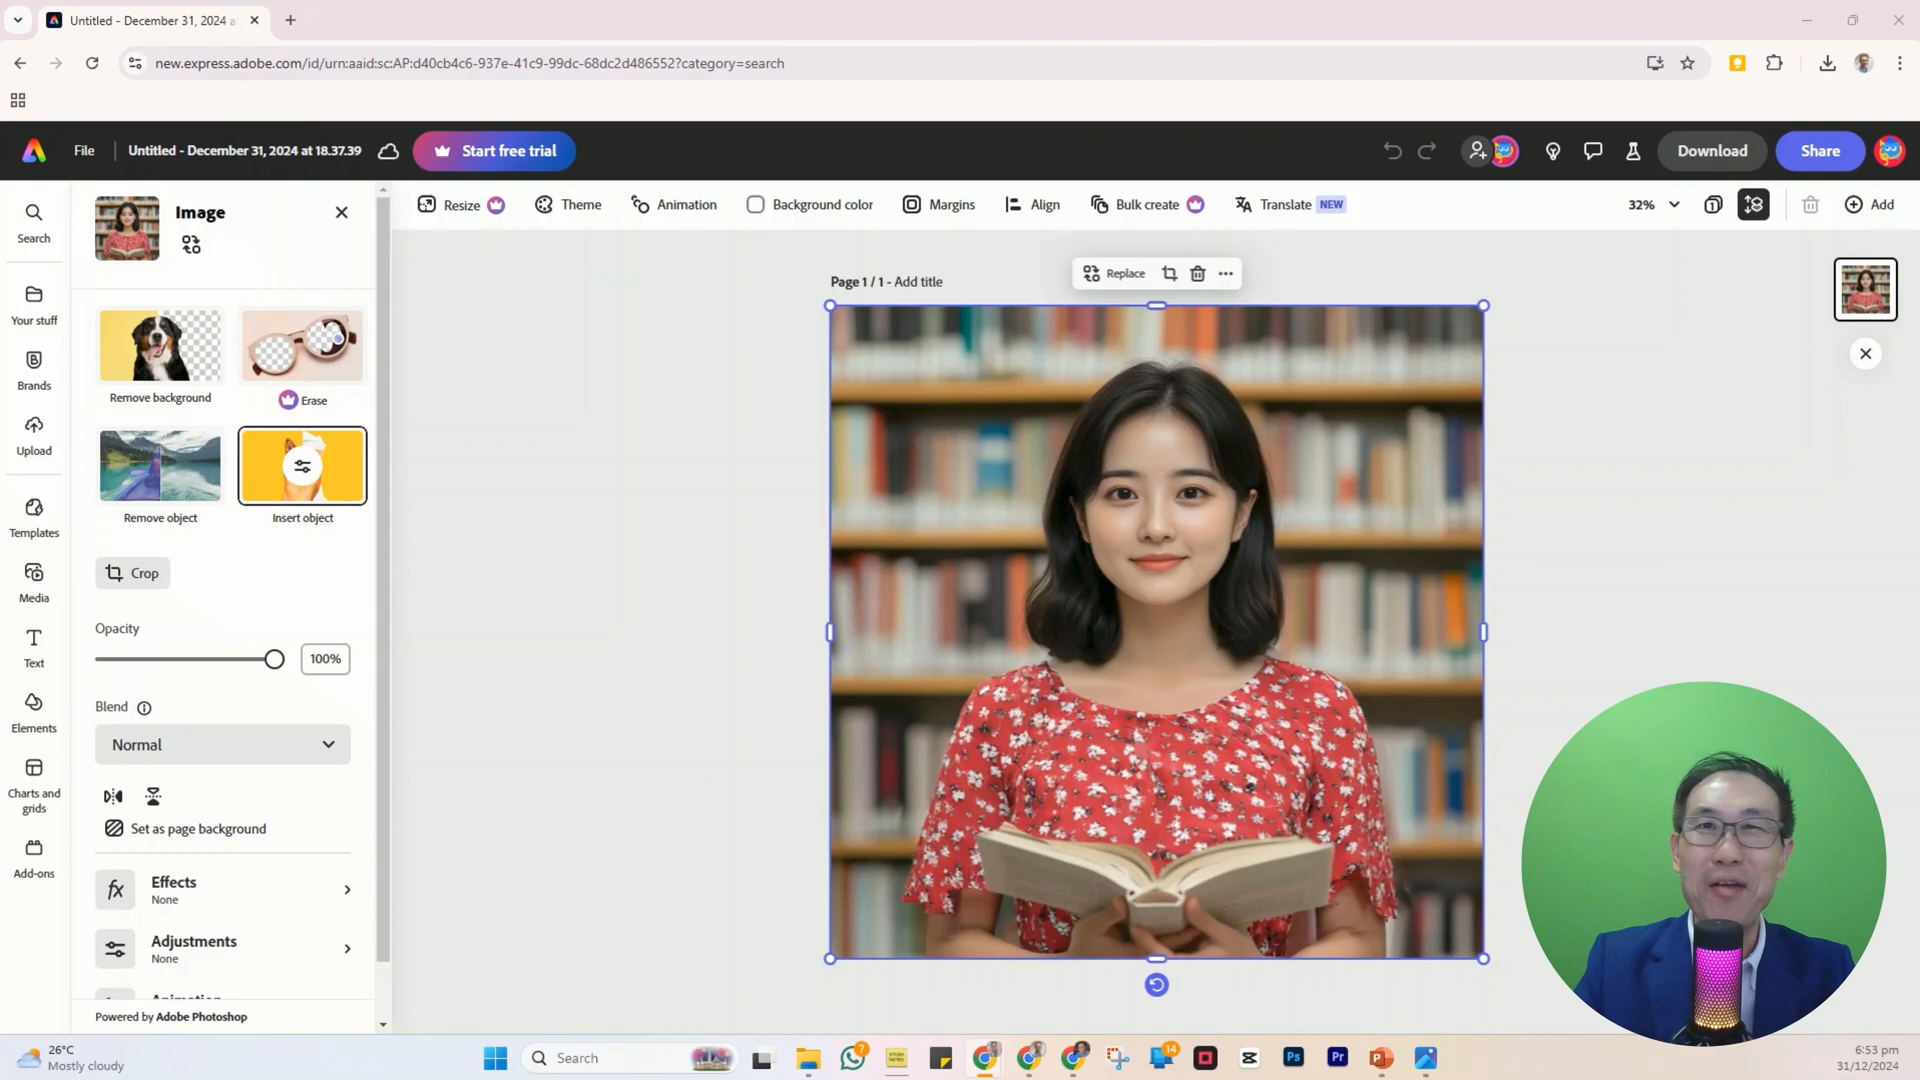 Untitled - December 31, 2024 a
new.express.adobe.com/id/urn:aaid:sc:AP:d40cb4c6-937e-41c9-99dc-68dc2d486552?category=search
File
Untitled - December 31, 2024 at 18.37.39
Start free trial
Download
Share
Resize
Theme
Animation
Background color
Margins
Align
Bulk create
Translate NEW
32%
Add
Search
Your stuff
Brands
Upload
Templates
Media
Text
Elements
Charts and
grids
Add-ons
Image
Remove background
Erase
Remove object
Insert object
Crop
Opacity
100%
Blend
Normal
Set as page background
Effects
None
Adjustments
None
Animation
Powered by Adobe Photoshop
Page 1 / 1 - Add title
Replace
26°C
Mostly cloudy
Search
7
14
Ps
Pr
6:53 pm
31/12/2024